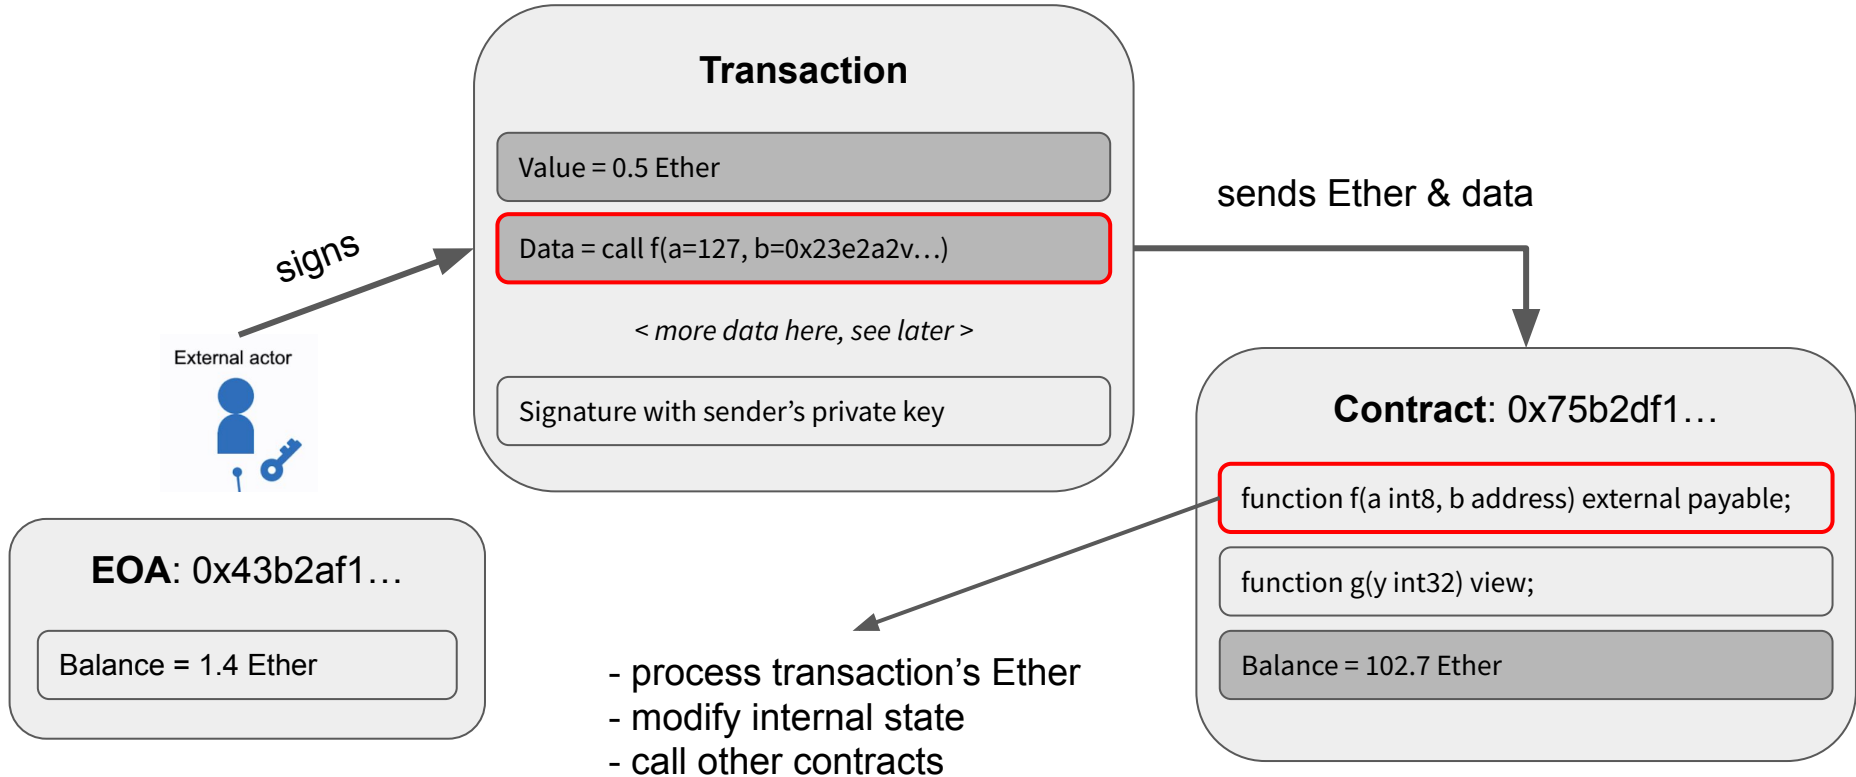 Transaction
Value = 0.5 Ether
Data = call f(a=127, b=0x23e2a2v…)
< more data here, see later >
Signature with sender’s private key
signs
sends Ether & data
External actor
EOA: 0x43b2af1…
Balance = 1.4 Ether
Contract: 0x75b2df1…
function f(a int8, b address) external payable;
function g(y int32) view;
Balance = 102.7 Ether
- process transaction’s Ether
- modify internal state
- call other contracts